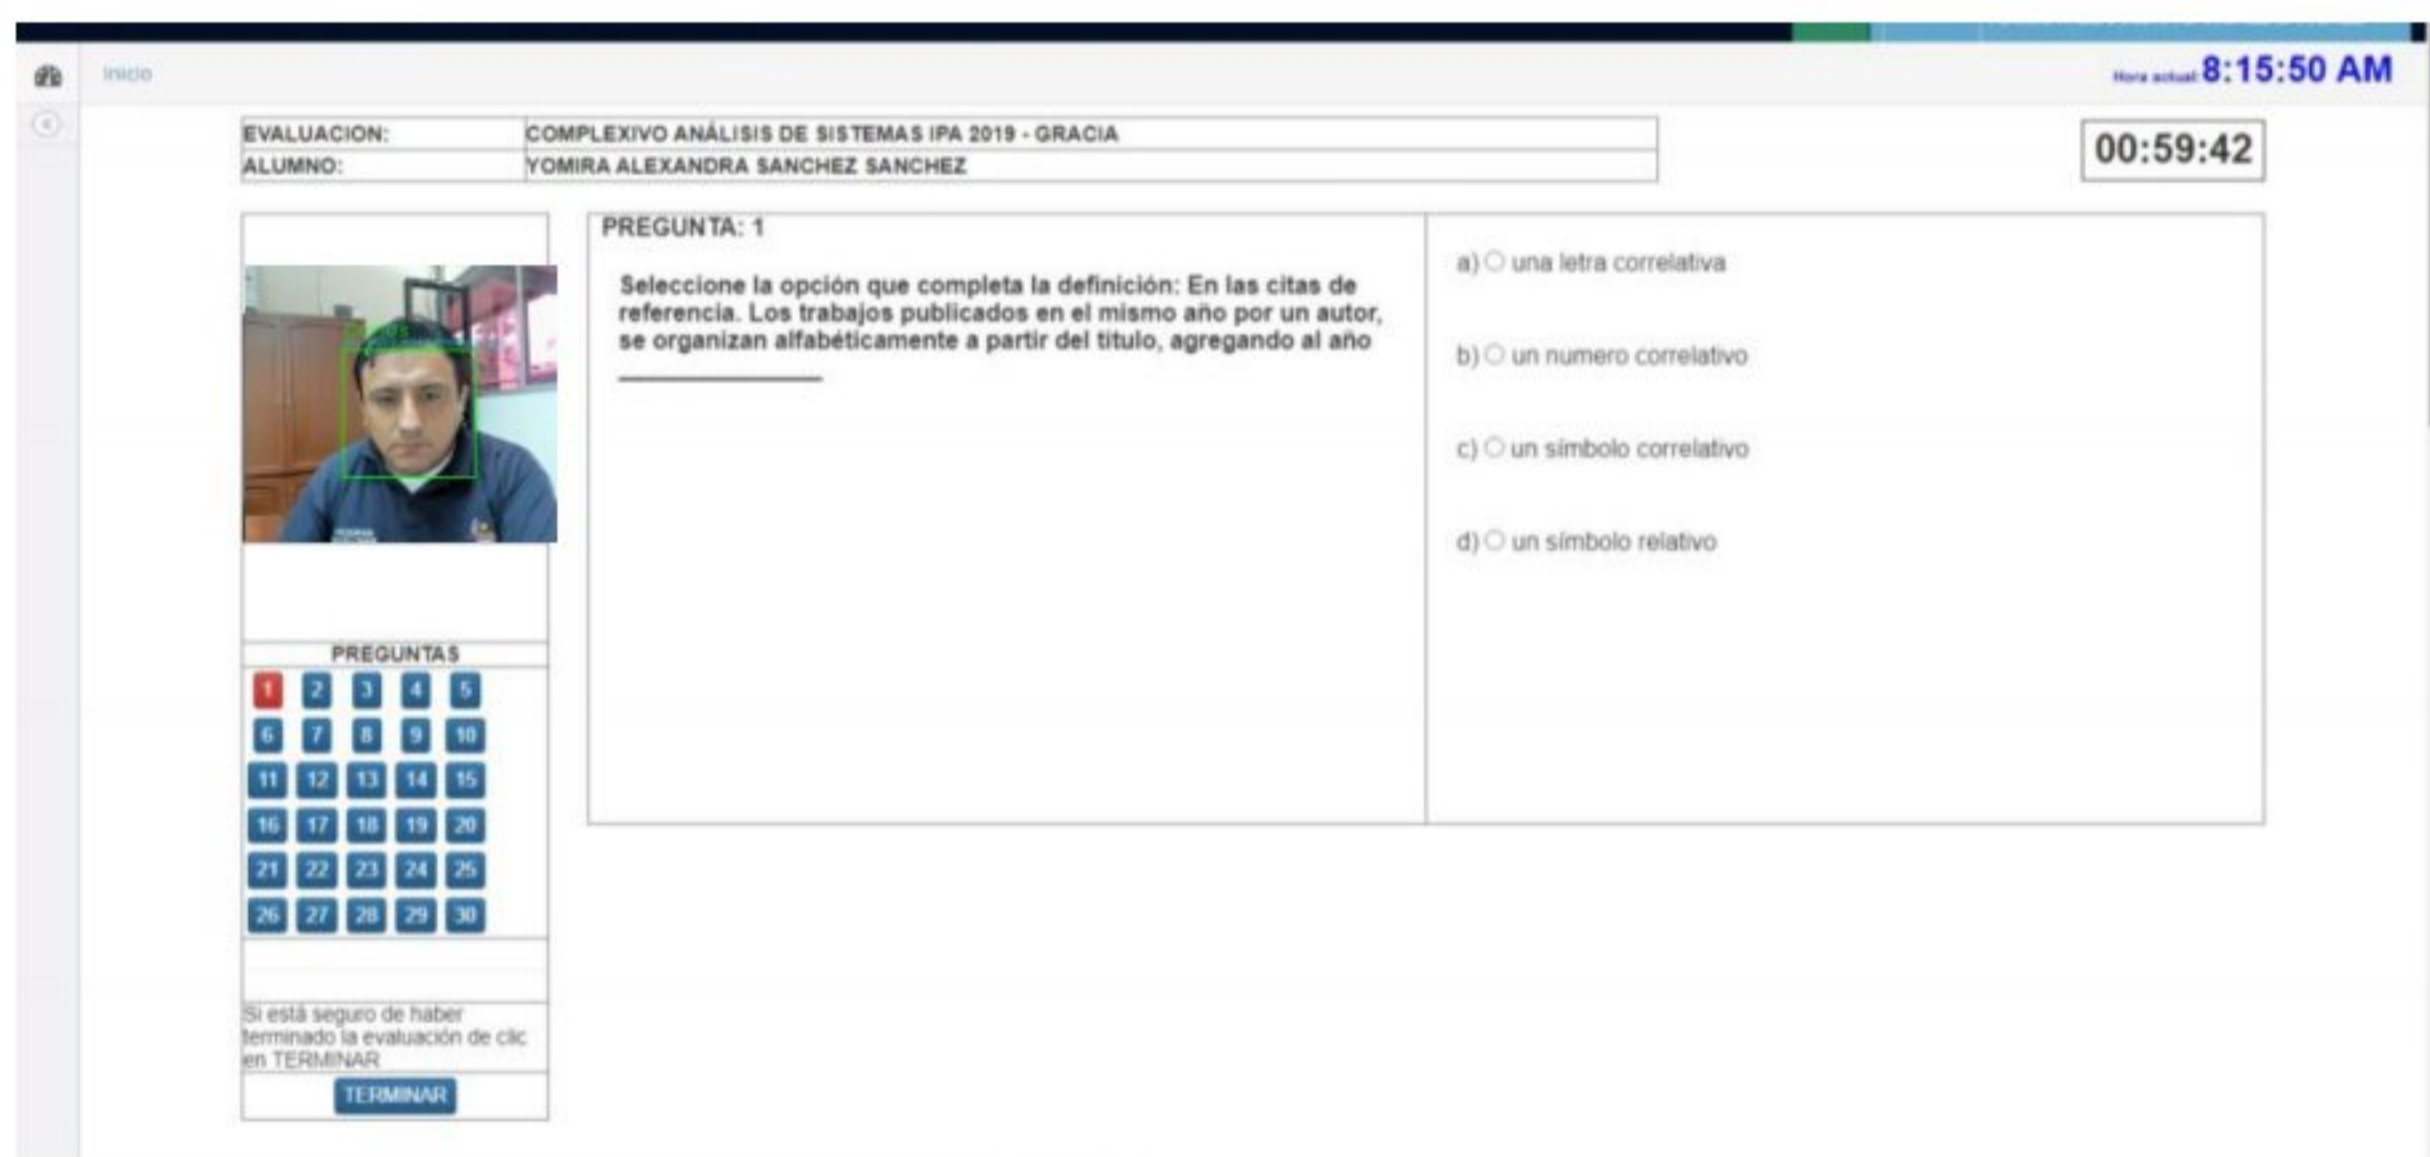 Inicio
Hora actual: 8:15:50 AM
EVALUACION: COMPLEXIVO ANÁLISIS DE SISTEMAS IPA 2019 - GRACIA
ALUMNO: YOMIRA ALEXANDRA SANCHEZ SANCHEZ
00:59:42
PREGUNTA: 1
Seleccione la opción que completa la definición: En las citas de
referencia. Los trabajos publicados en el mismo año por un autor,
se organizan alfabéticamente a partir del titulo, agregando al año
_______________
a) una letra correlativa
b) un numero correlativo
c) un símbolo correlativo
d) un símbolo relativo
PREGUNTAS
1 2 3 4 5
6 7 8 9 10
11 12 13 14 15
16 17 18 19 20
21 22 23 24 25
26 27 28 29 30
Si está seguro de haber
terminado la evaluación de clic
en TERMINAR
TERMINAR